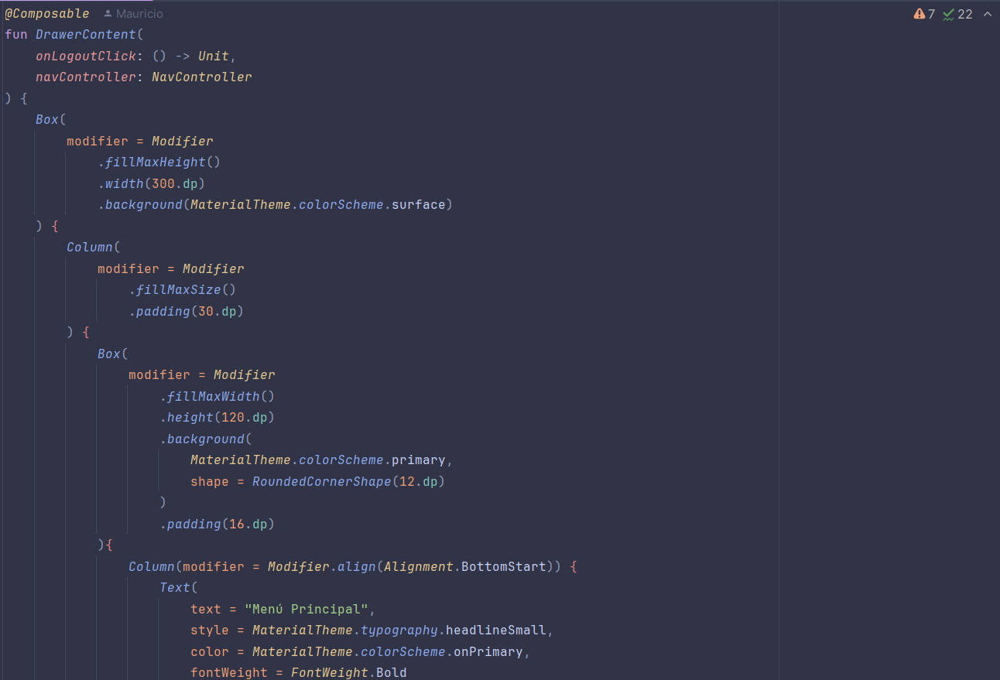 @Composable Mauricio 7 22
fun DrawerContent(
    onLogoutClick: () -> Unit,
    navController: NavController
) {
    Box(
        modifier = Modifier
            .fillMaxHeight()
            .width(300.dp)
            .background(MaterialTheme.colorScheme.surface)
    ) {
        Column(
            modifier = Modifier
                .fillMaxSize()
                .padding(30.dp)
        ) {
            Box(
                modifier = Modifier
                    .fillMaxWidth()
                    .height(120.dp)
                    .background(
                        MaterialTheme.colorScheme.primary,
                        shape = RoundedCornerShape(12.dp)
                    )
                    .padding(16.dp)
            ){
                Column(modifier = Modifier.align(Alignment.BottomStart)) {
                    Text(
                        text = "Menú Principal",
                        style = MaterialTheme.typography.headlineSmall,
                        color = MaterialTheme.colorScheme.onPrimary,
                        fontWeight = FontWeight.Bold